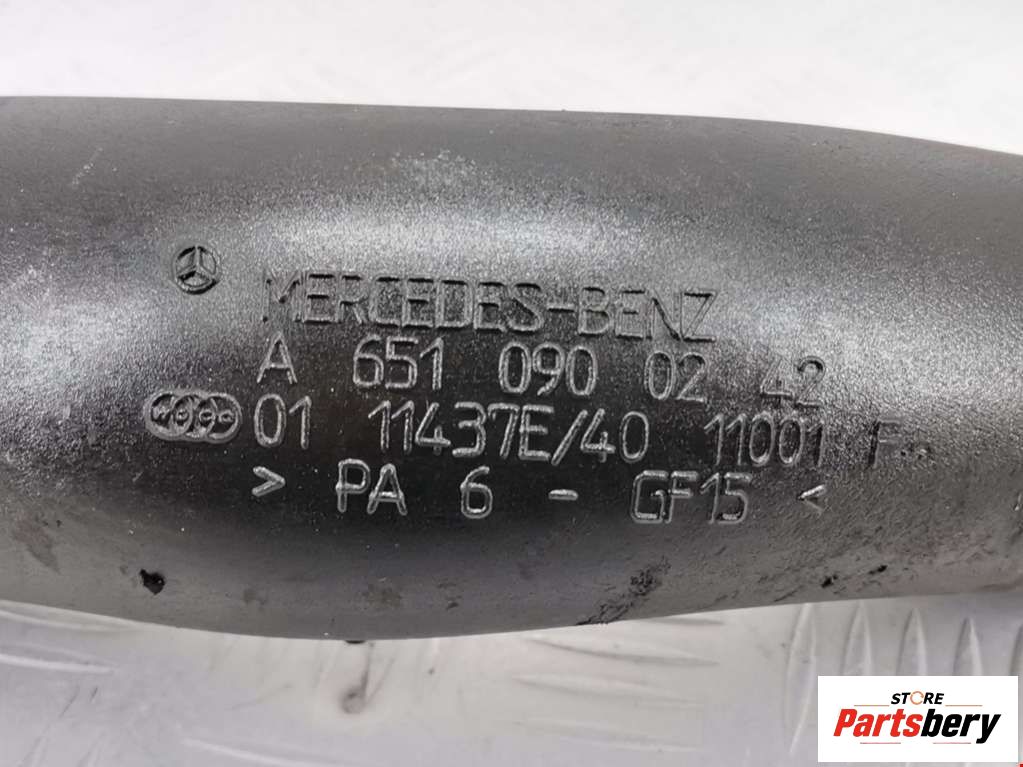 MERCEDES-BENZ
A 651 090 02 42
01 11437E/40 11001
> PA 6 - GF15 <
STORE
Partsbery